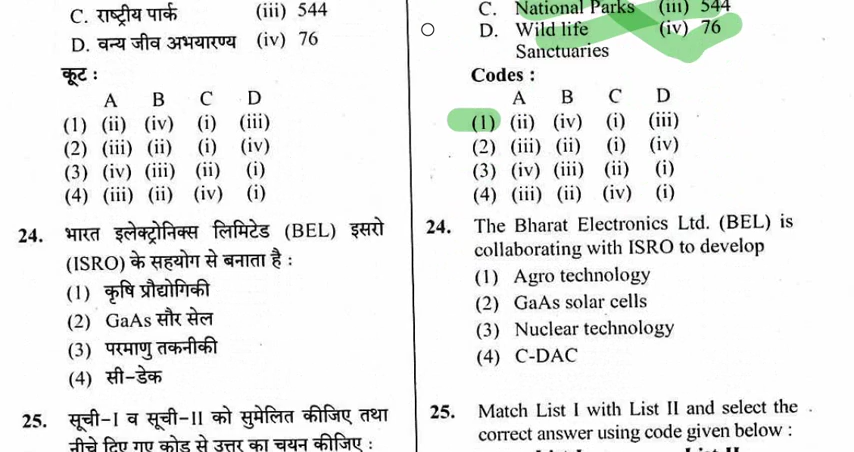 C. राष्ट्रीय पार्क (iii) 544
D. वन्य जीव अभयारण्य (iv) 76
कूट :
A B C D
(1) (ii) (iv) (i) (iii)
(2) (iii) (ii) (i) (iv)
(3) (iv) (iii) (ii) (i)
(4) (iii) (ii) (iv) (i)
24. भारत इलेक्ट्रोनिक्स लिमिटेड (BEL) इसरो
(ISRO) के सहयोग से बनाता है :
(1) कृषि प्रौद्योगिकी
(2) GaAs सौर सेल
(3) परमाणु तकनीकी
(4) सी-डेक
25. सूची-I व सूची-II को सुमेलित कीजिए तथा
नीचे दिए गए कोड से उत्तर का चयन कीजिए :
C. National Parks (iii) 544
D. Wild life (iv) 76
Sanctuaries
Codes :
A B C D
(1) (ii) (iv) (i) (iii)
(2) (iii) (ii) (i) (iv)
(3) (iv) (iii) (ii) (i)
(4) (iii) (ii) (iv) (i)
24. The Bharat Electronics Ltd. (BEL) is
collaborating with ISRO to develop
(1) Agro technology
(2) GaAs solar cells
(3) Nuclear technology
(4) C-DAC
25. Match List I with List II and select the
correct answer using code given below :